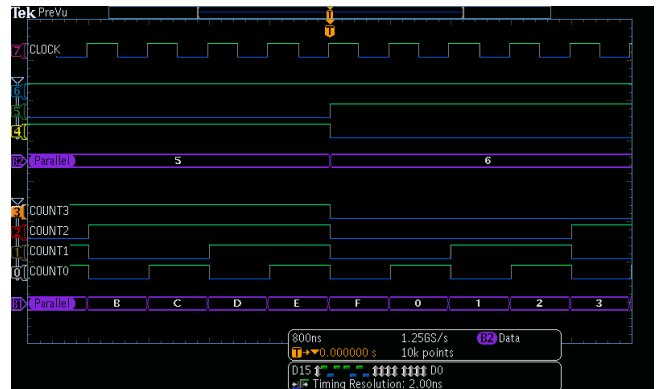 Tek PreVu
T
T
7 CLOCK
6
5
4
B2 Parallel 5 6
3 COUNT3
2 COUNT2
1 COUNT1
0 COUNT0
B1 Parallel B C D E F 0 1 2 3
800ns 1.25GS/s B2 Data
T→▼0.000000 s 10k points
D15 D0
Timing Resolution: 2.00ns